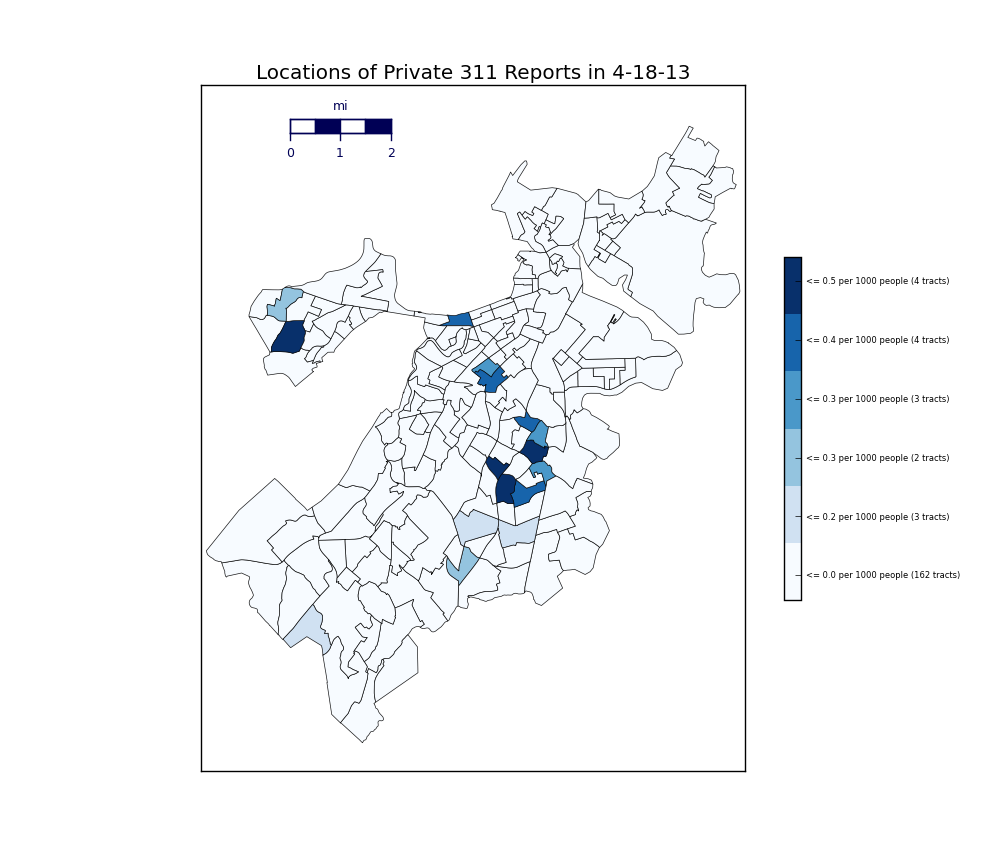 Locations of Private 311 Reports in 4-18-13
mi
0 1 2
<= 0.5 per 1000 people (4 tracts)
<= 0.4 per 1000 people (4 tracts)
<= 0.3 per 1000 people (3 tracts)
<= 0.3 per 1000 people (2 tracts)
<= 0.2 per 1000 people (3 tracts)
<= 0.0 per 1000 people (162 tracts)